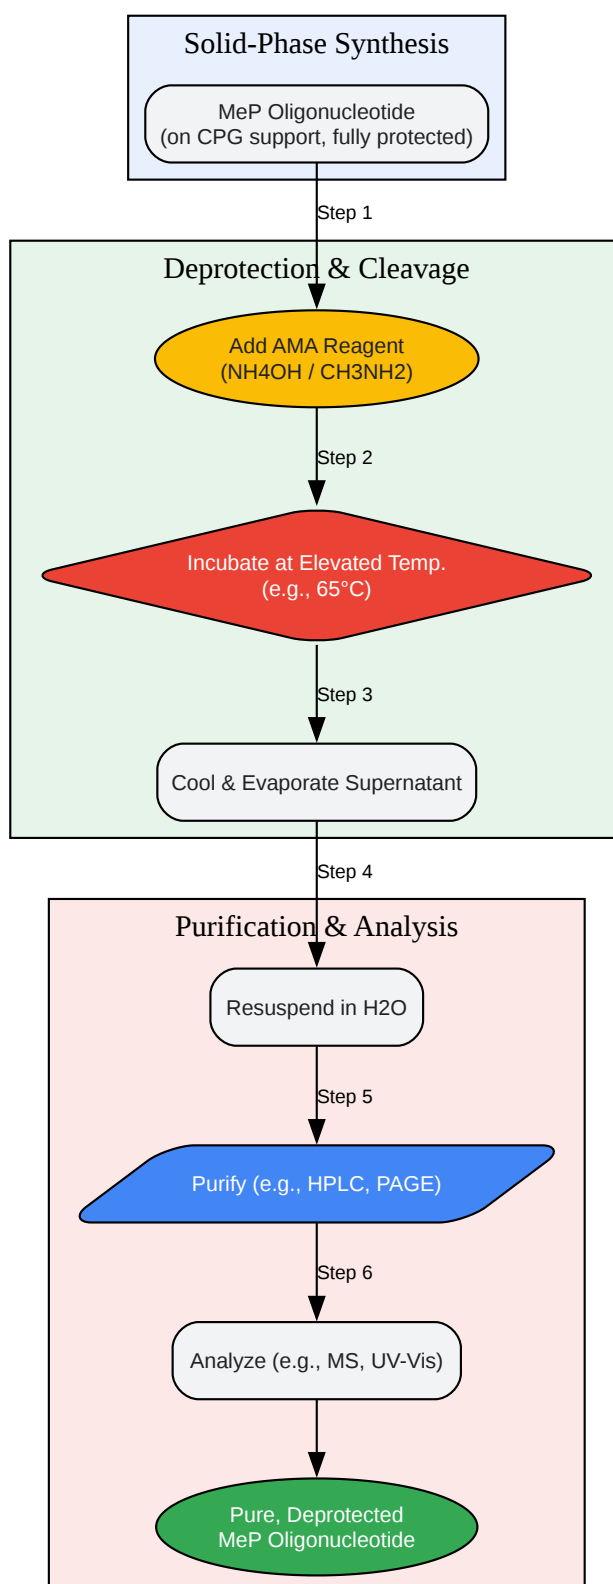 Solid-Phase Synthesis
MeP Oligonucleotide
(on CPG support, fully protected)
Step 1
Deprotection & Cleavage
Add AMA Reagent
(NH4OH / CH3NH2)
Step 2
Incubate at Elevated Temp.
(e.g., 65°C)
Step 3
Cool & Evaporate Supernatant
Step 4
Purification & Analysis
Resuspend in H2O
Step 5
Purify (e.g., HPLC, PAGE)
Step 6
Analyze (e.g., MS, UV-Vis)
Pure, Deprotected
MeP Oligonucleotide